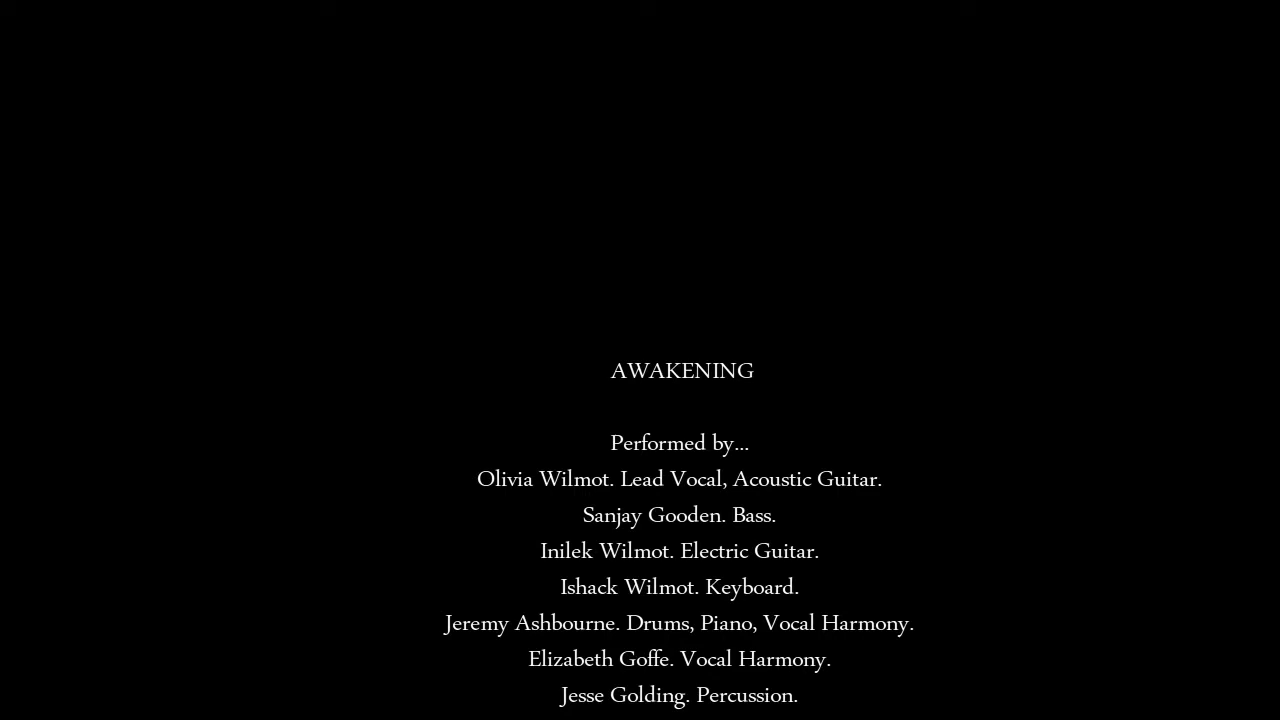 AWAKENING
Performed by...
Olivia Wilmot. Lead Vocal, Acoustic Guitar.
Sanjay Gooden. Bass.
Inilek Wilmot. Electric Guitar.
Ishack Wilmot. Keyboard.
Jeremy Ashbourne. Drums, Piano, Vocal Harmony.
Elizabeth Goffe. Vocal Harmony.
Jesse Golding. Percussion.